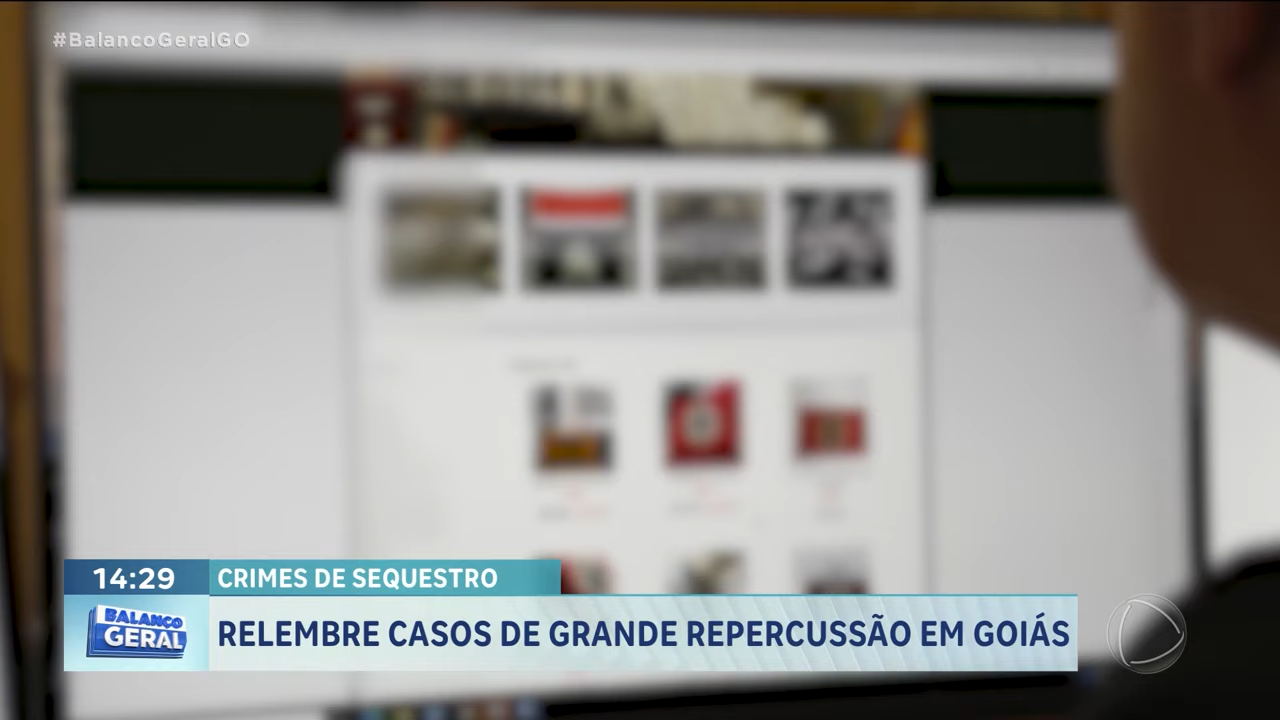 #BalancoGeralGO
14:29
CRIMES DE SEQUESTRO
BALANÇO
GERAL
RELEMBRE CASOS DE GRANDE REPERCUSSÃO EM GOIÁS